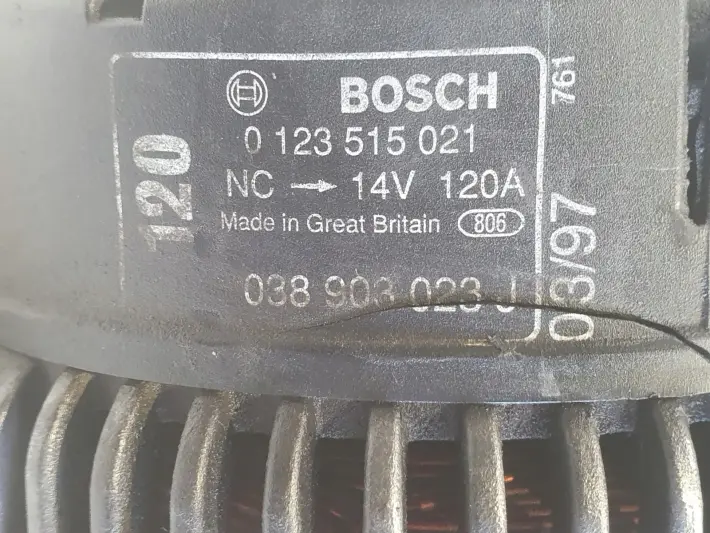 BOSCH
0 123 515 021
NC → 14V 120A
Made in Great Britain 806
038 903 023 J
120
03/97
761